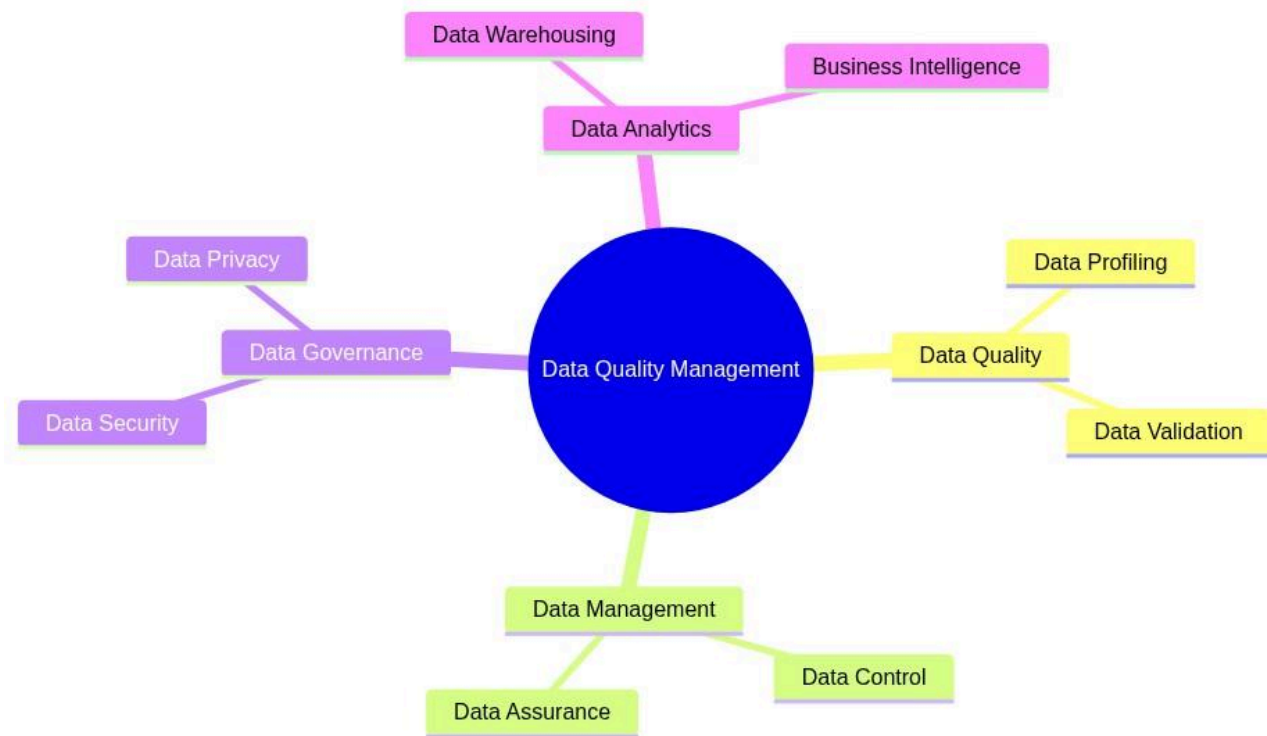 Data Warehousing
Business Intelligence
Data Analytics
Data Privacy
Data Profiling
Data Governance
Data Quality
Data Quality Management
Data Security
Data Validation
Data Management
Data Control
Data Assurance